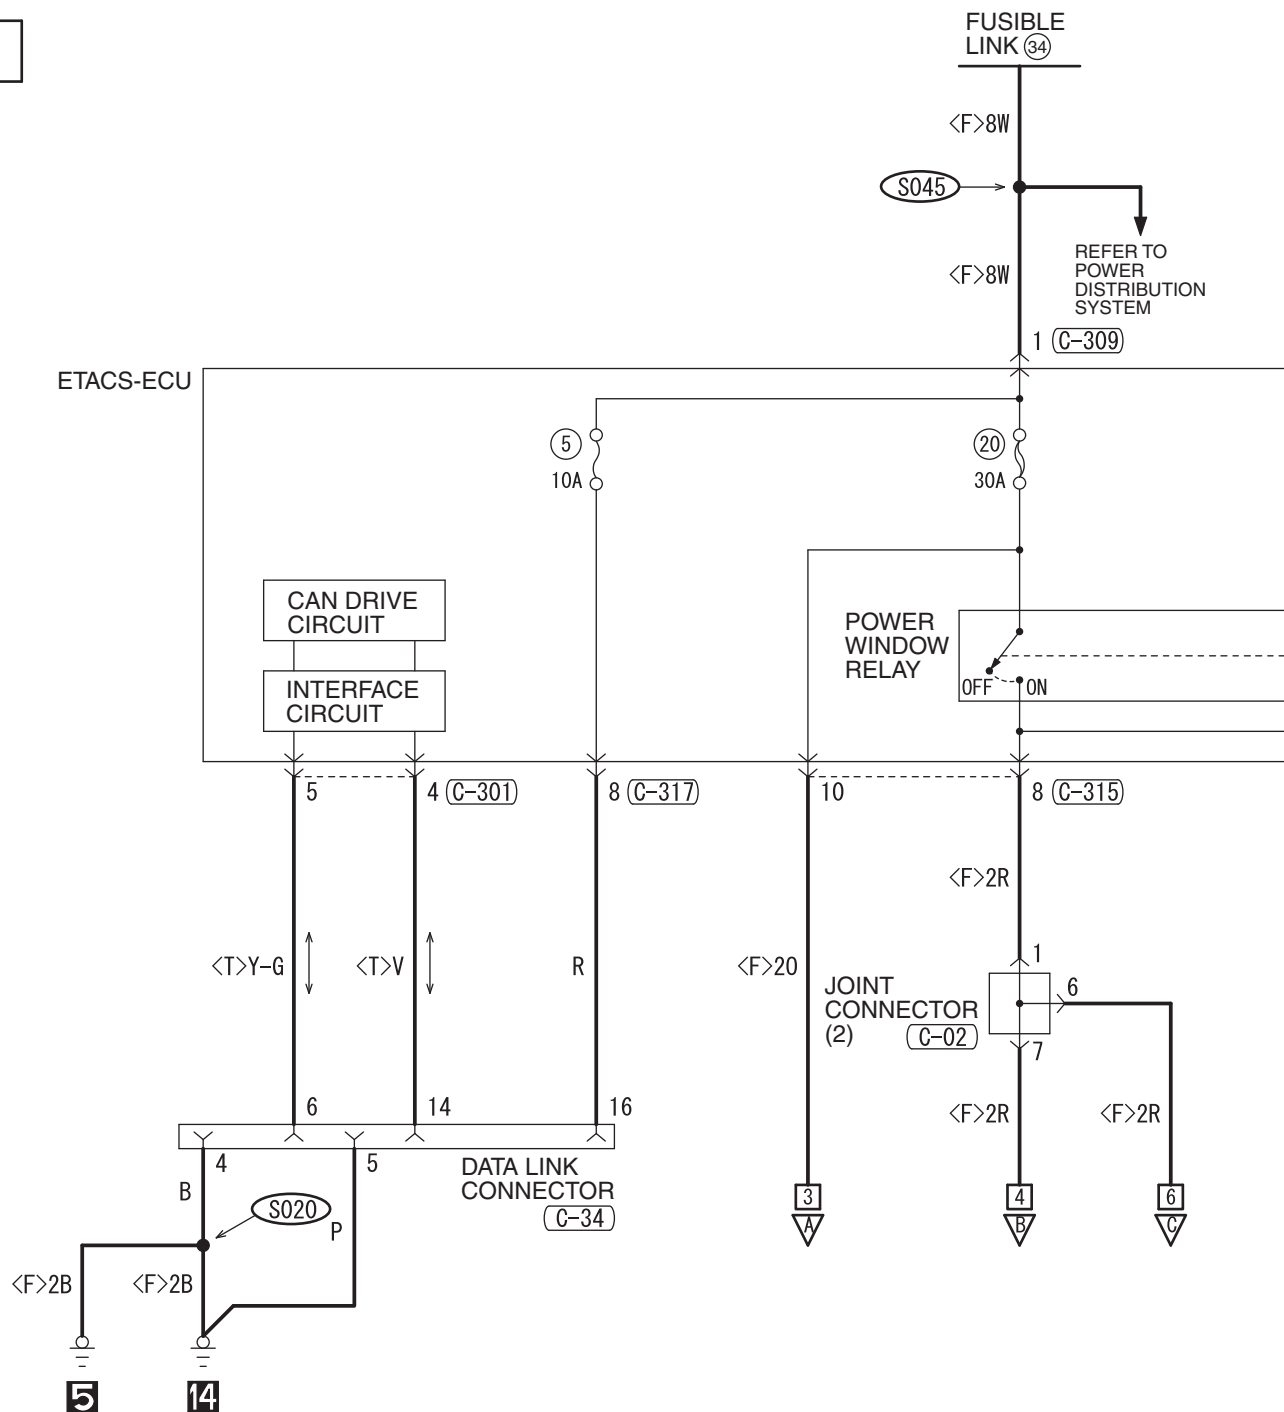 FUSIBLE
LINK 34
<F>8W
S045
REFER TO
POWER
DISTRIBUTION
SYSTEM
<F>8W
1 C-309
ETACS-ECU
5
10A
20
30A
CAN DRIVE
CIRCUIT
INTERFACE
CIRCUIT
POWER
WINDOW
RELAY
OFF ON
5 4 C-301 8 C-317 10 8 C-315
<F>2R
<T>Y-G <T>V R <F>2O
1
JOINT
CONNECTOR
(2) C-02
6
7
6 14 16
<F>2R <F>2R
4 5
DATA LINK
CONNECTOR
C-34
B
S020
P
3 4 6
A B C
<F>2B <F>2B
5 14